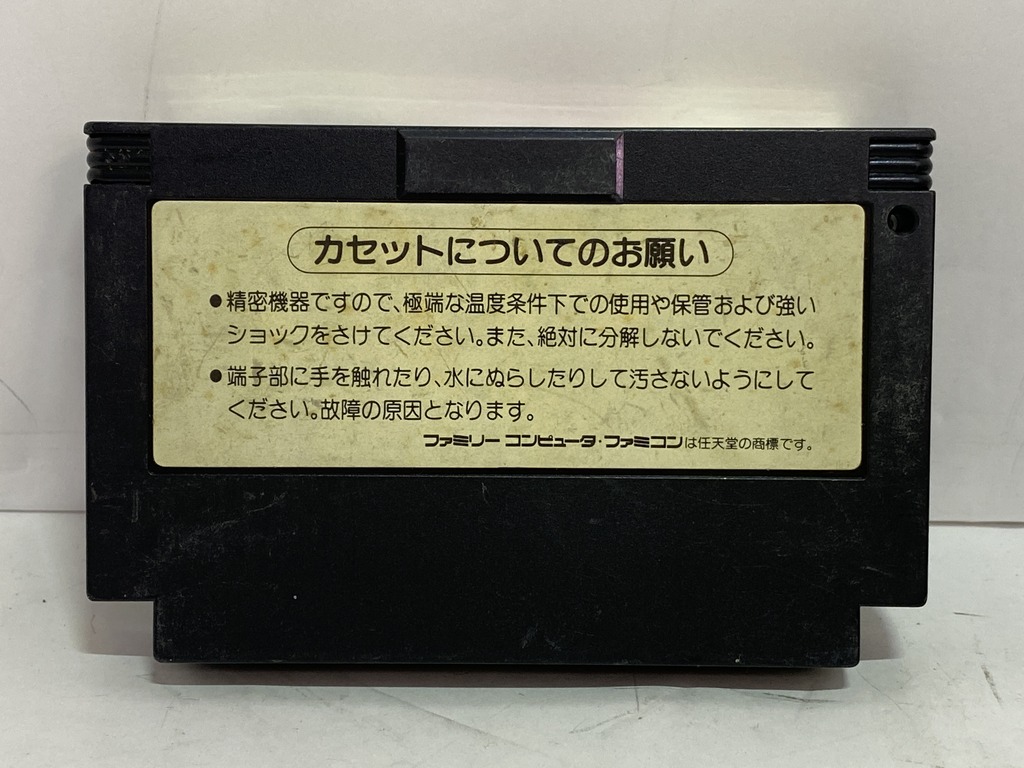 カセットについてのお願い
●精密機器ですので、極端な温度条件下での使用や保管および強い
ショックをさけてください。また、絶対に分解しないでください。
●端子部に手を触れたり、水にぬらしたりして汚さないようにして
ください。故障の原因となります。
ファミリー コンピュータ・ファミコンは任天堂の商標です。